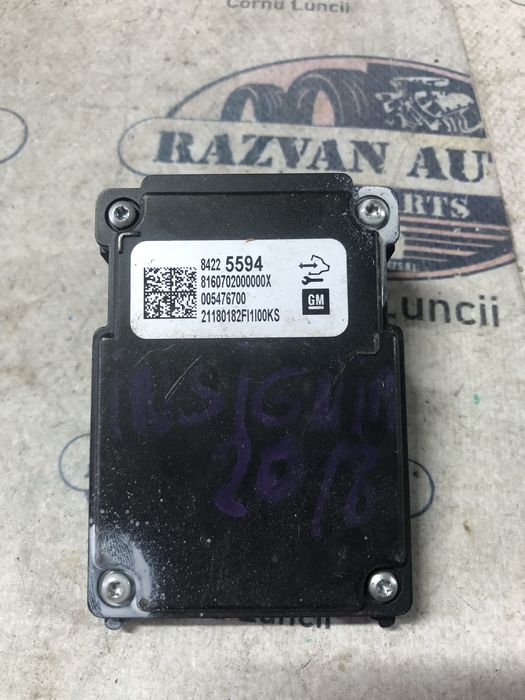 Cornu Luncii
RAZVAN AU
RTS
Luncii
8422 5594
8160702000000X
005476700
21180182FI1I00KS
GM
INSIGNIA
2018
Luncii